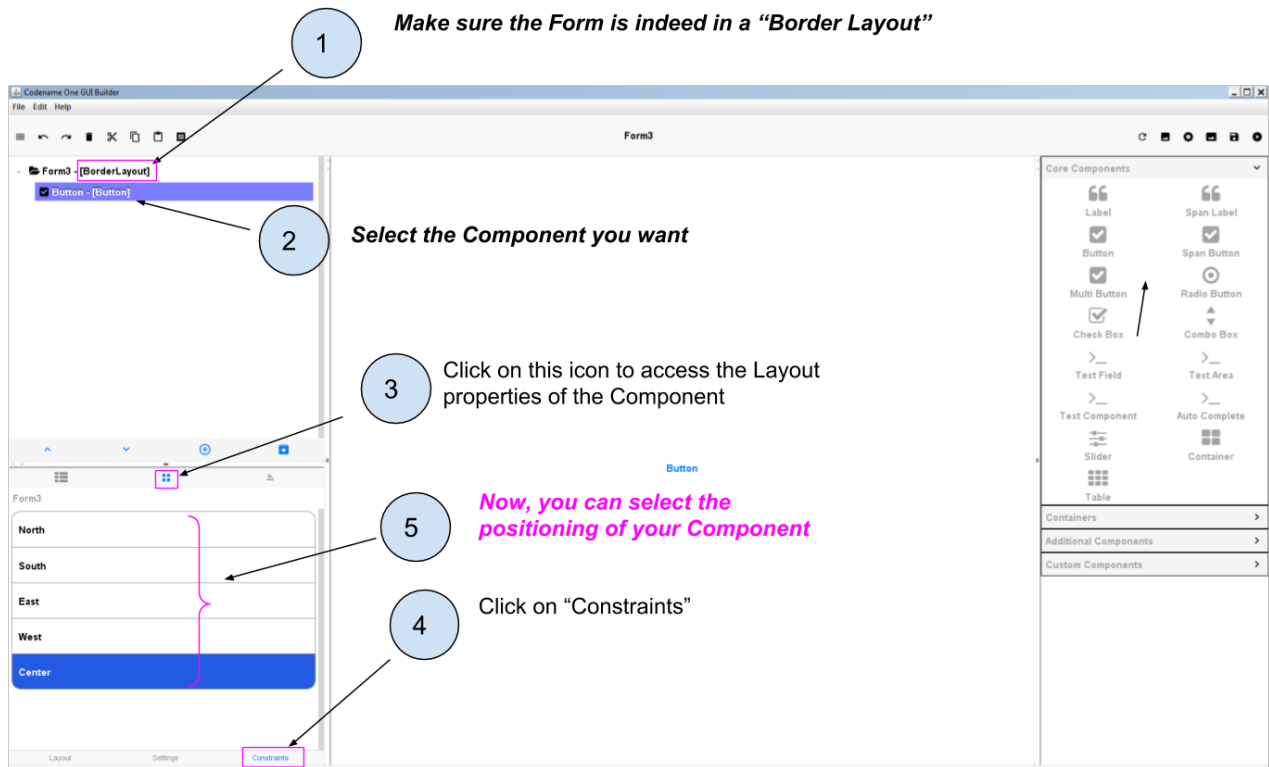 1
Make sure the Form is indeed in a “Border Layout”
Codename One GUI Builder
File Edit Help
Form3
Form3 - [BorderLayout]
Button - [Button]
2
Select the Component you want
3
Click on this icon to access the Layout
properties of the Component
Button
Form3
North
South
East
West
Center
5
Now, you can select the
positioning of your Component
4
Click on “Constraints”
Layout Settings Constraints
Core Components
Label Span Label
Button Span Button
Multi Button Radio Button
Check Box Combo Box
Text Field Text Area
Text Component Auto Complete
Slider Container
Table
Containers
Additional Components
Custom Components